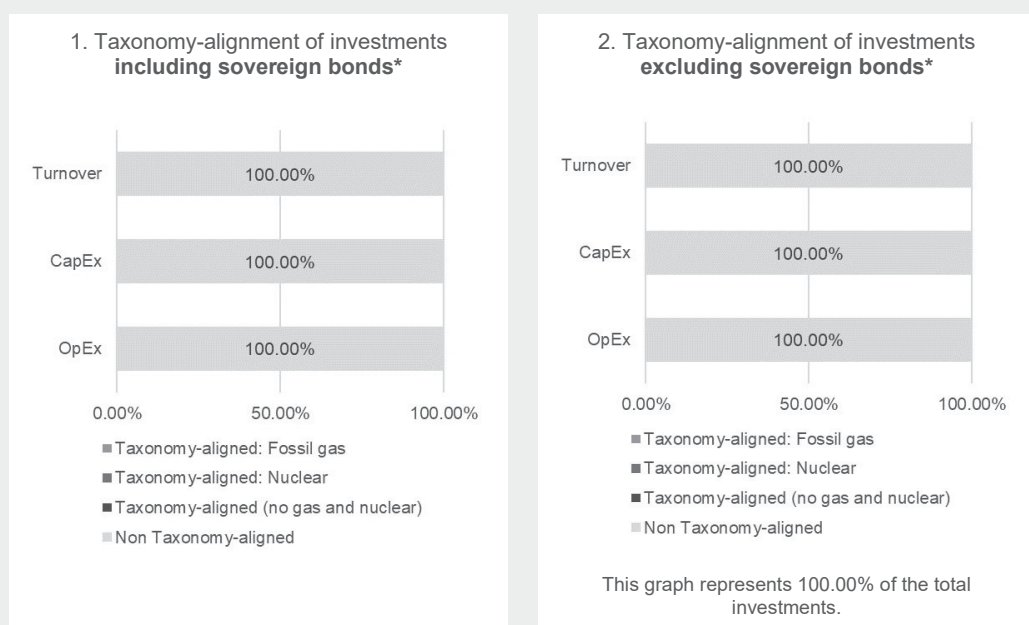 1. Taxonomy-alignment of investments
including sovereign bonds*
Turnover
100.00%
CapEx
100.00%
OpEx
100.00%
0.00% 50.00% 100.00%
Taxonomy-aligned: Fossil gas
Taxonomy-aligned: Nuclear
Taxonomy-aligned (no gas and nuclear)
Non Taxonomy-aligned
2. Taxonomy-alignment of investments
excluding sovereign bonds*
Turnover
100.00%
CapEx
100.00%
OpEx
100.00%
0.00% 50.00% 100.00%
Taxonomy-aligned: Fossil gas
Taxonomy-aligned: Nuclear
Taxonomy-aligned (no gas and nuclear)
Non Taxonomy-aligned
This graph represents 100.00% of the total
investments.